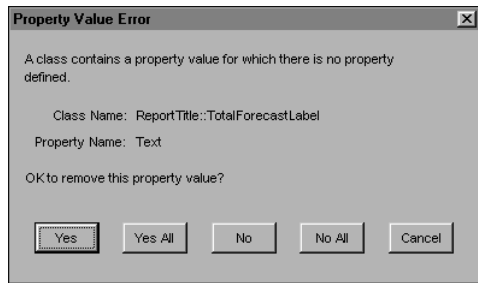 Property Value Error
A class contains a property value for which there is no property
defined.
Class Name: ReportTitle::TotalForecastLabel
Property Name: Text
OK to remove this property value?
Yes Yes All No No All Cancel